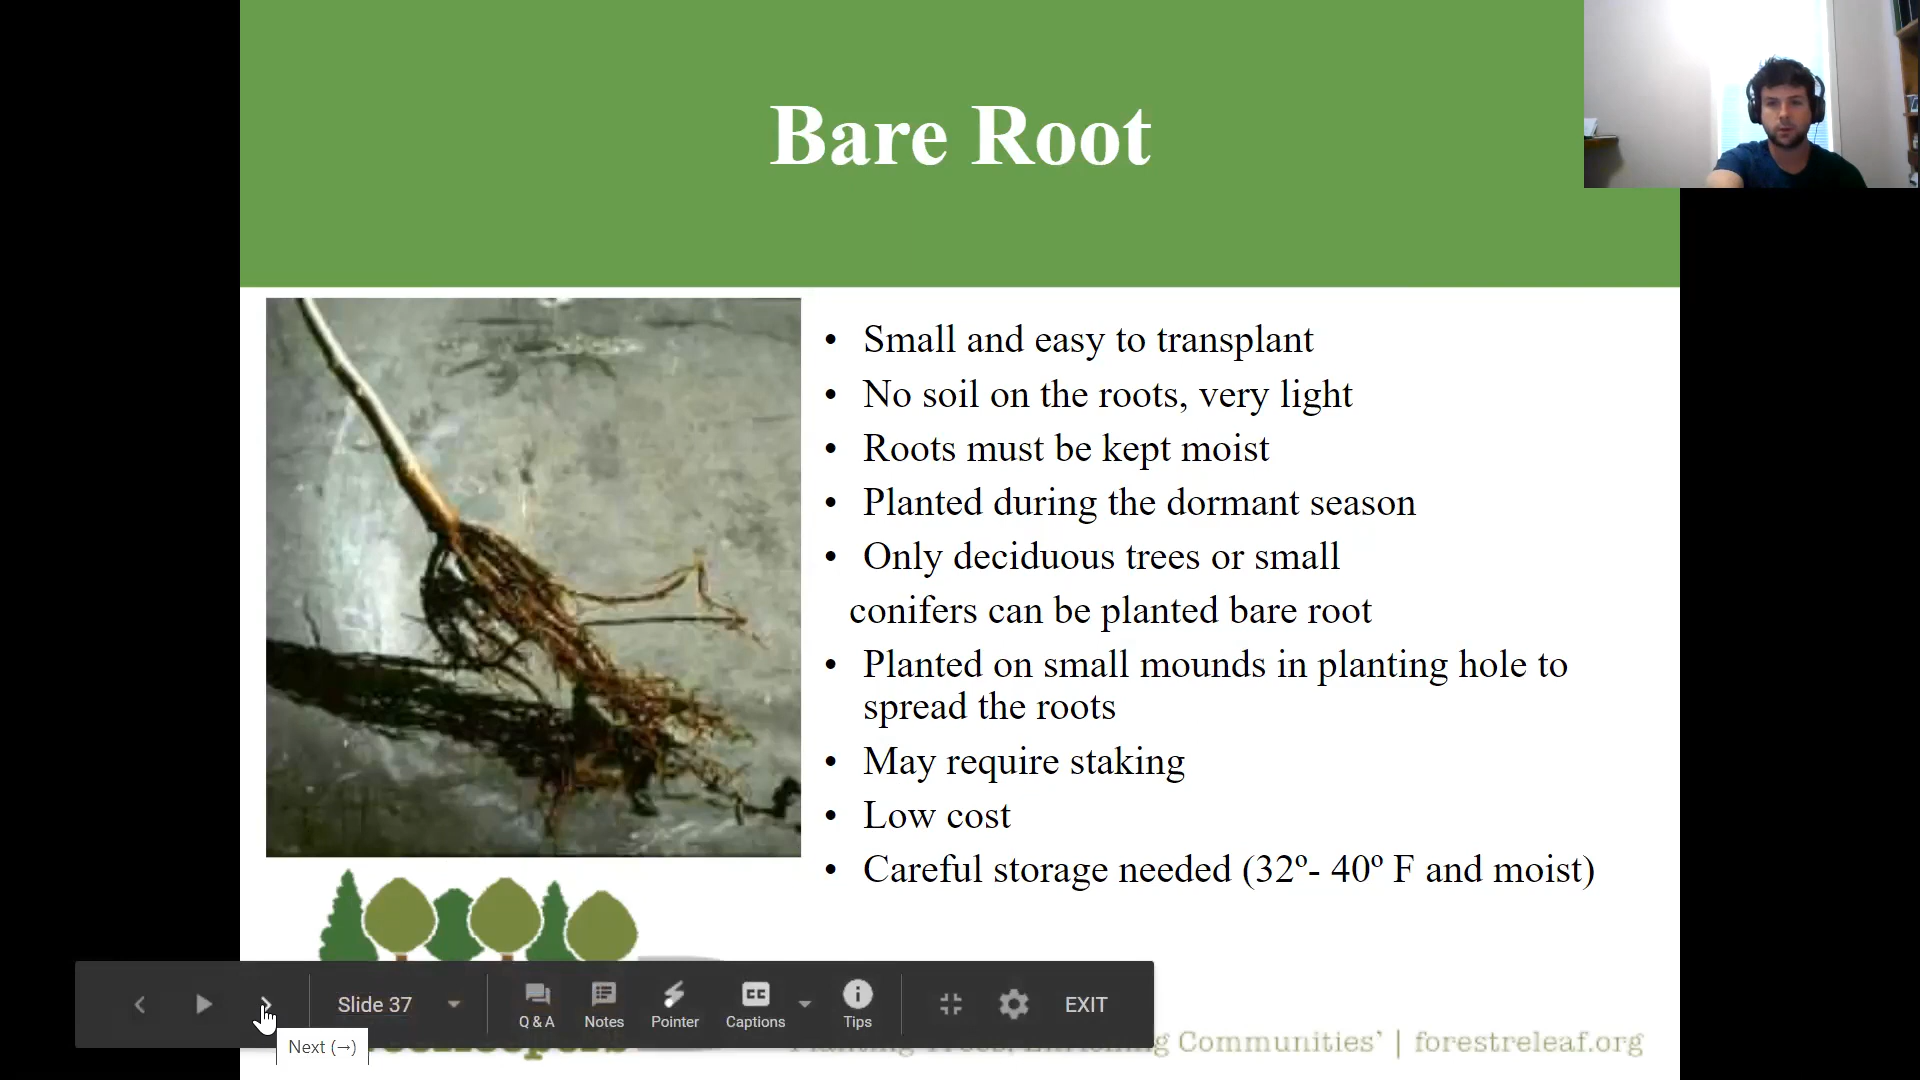 Bare Root
• Small and easy to transplant
• No soil on the roots, very light
• Roots must be kept moist
• Planted during the dormant season
• Only deciduous trees or small
conifers can be planted bare root
• Planted on small mounds in planting hole to
spread the roots
• May require staking
• Low cost
• Careful storage needed (32º- 40º F and moist)
Slide 37
Q & A
Notes
Pointer
CC
Captions
Tips
EXIT
Next (→)
Communities' | forestreleaf.org